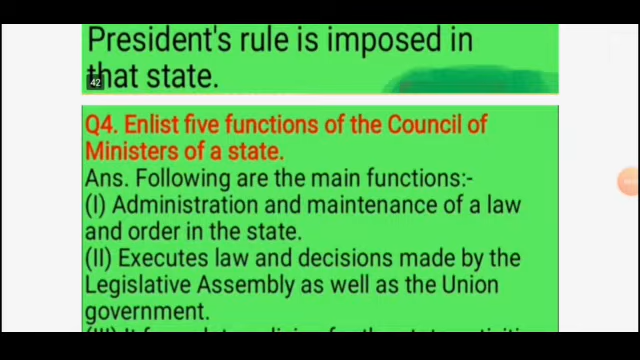 President's rule is imposed in
that state.
42
Q4. Enlist five functions of the Council of
Ministers of a state.
Ans. Following are the main functions:-
(I) Administration and maintenance of a law
and order in the state.
(II) Executes law and decisions made by the
Legislative Assembly as well as the Union
government.